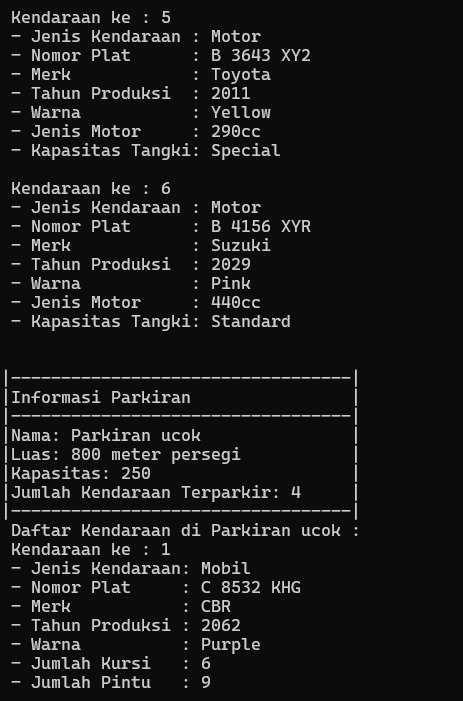 Kendaraan ke : 5
- Jenis Kendaraan : Motor
- Nomor Plat      : B 3643 XY2
- Merk            : Toyota
- Tahun Produksi  : 2011
- Warna           : Yellow
- Jenis Motor     : 290cc
- Kapasitas Tangki: Special
Kendaraan ke : 6
- Jenis Kendaraan : Motor
- Nomor Plat      : B 4156 XYR
- Merk            : Suzuki
- Tahun Produksi  : 2029
- Warna           : Pink
- Jenis Motor     : 440cc
- Kapasitas Tangki: Standard
|----------------------------------|
|Informasi Parkiran                |
|----------------------------------|
|Nama: Parkiran ucok               |
|Luas: 800 meter persegi           |
|Kapasitas: 250                    |
|Jumlah Kendaraan Terparkir: 4     |
|----------------------------------|
Daftar Kendaraan di Parkiran ucok :
Kendaraan ke : 1
- Jenis Kendaraan: Mobil
- Nomor Plat     : C 8532 KHG
- Merk           : CBR
- Tahun Produksi : 2062
- Warna          : Purple
- Jumlah Kursi   : 6
- Jumlah Pintu   : 9